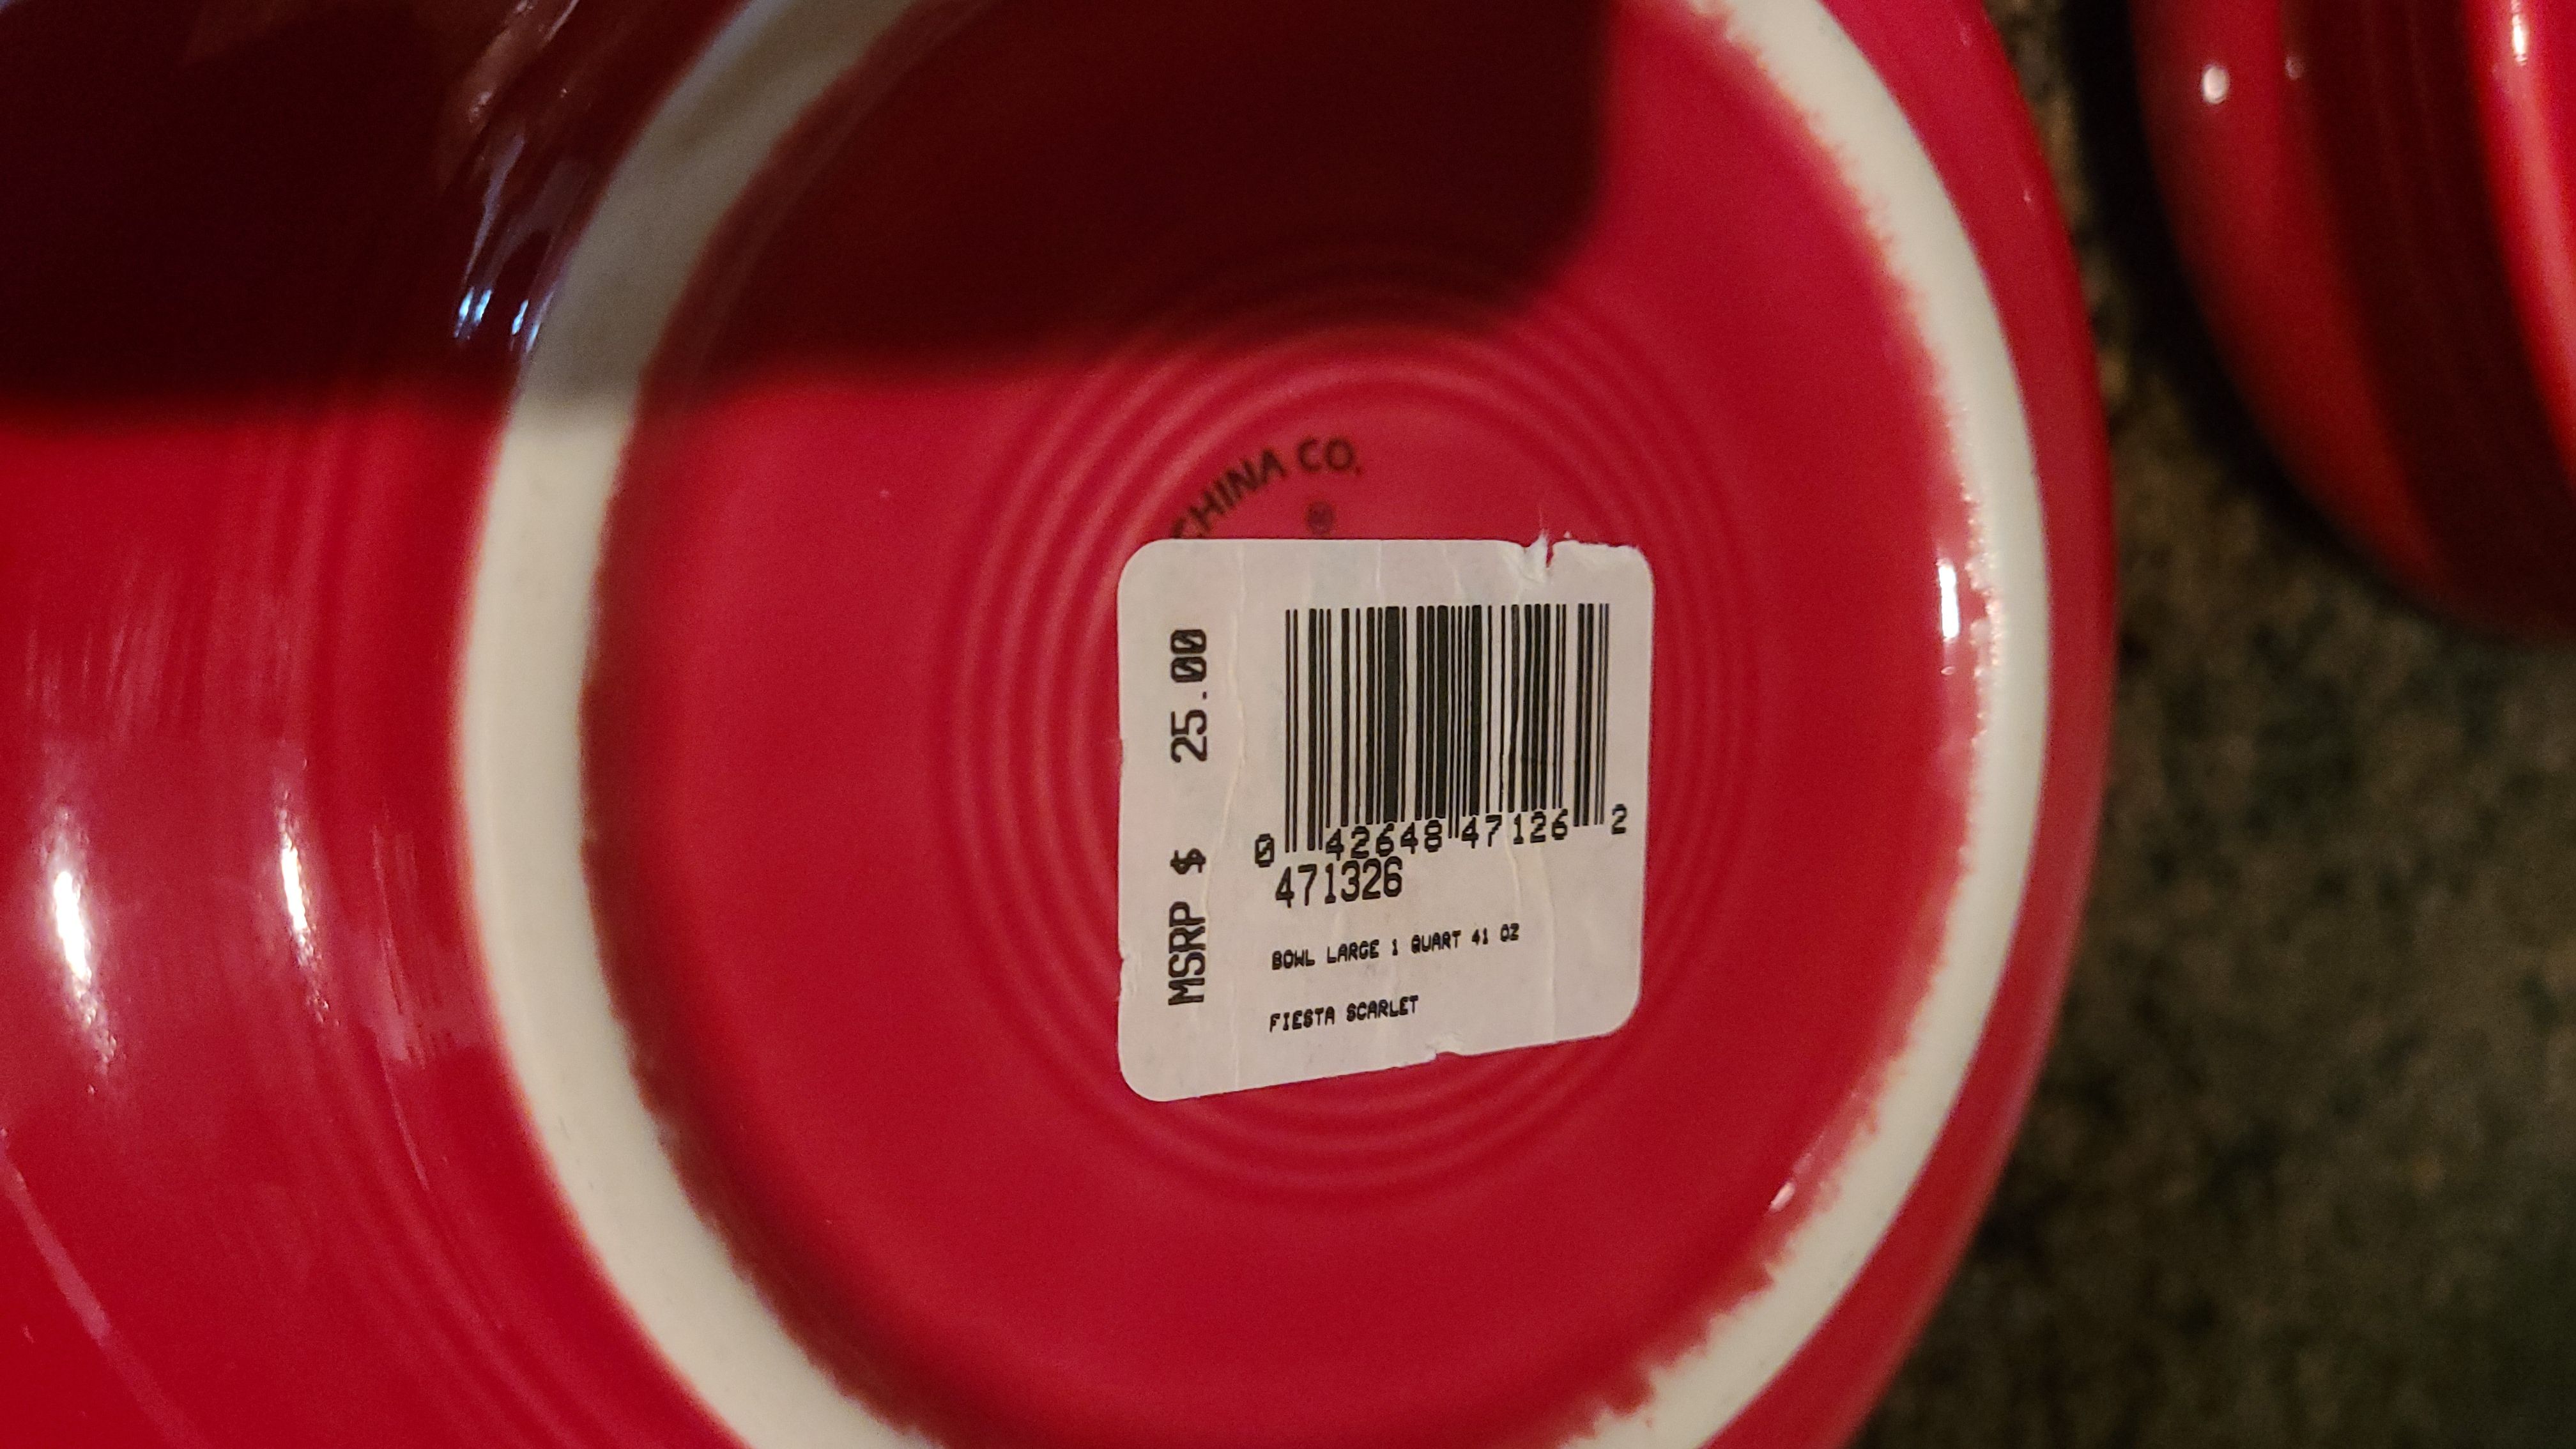 CHINA CO.
®
MSRP $ 25.00
0 42648 47126 2
471326
BOWL LARGE 1 QUART 41 OZ
FIESTA SCARLET